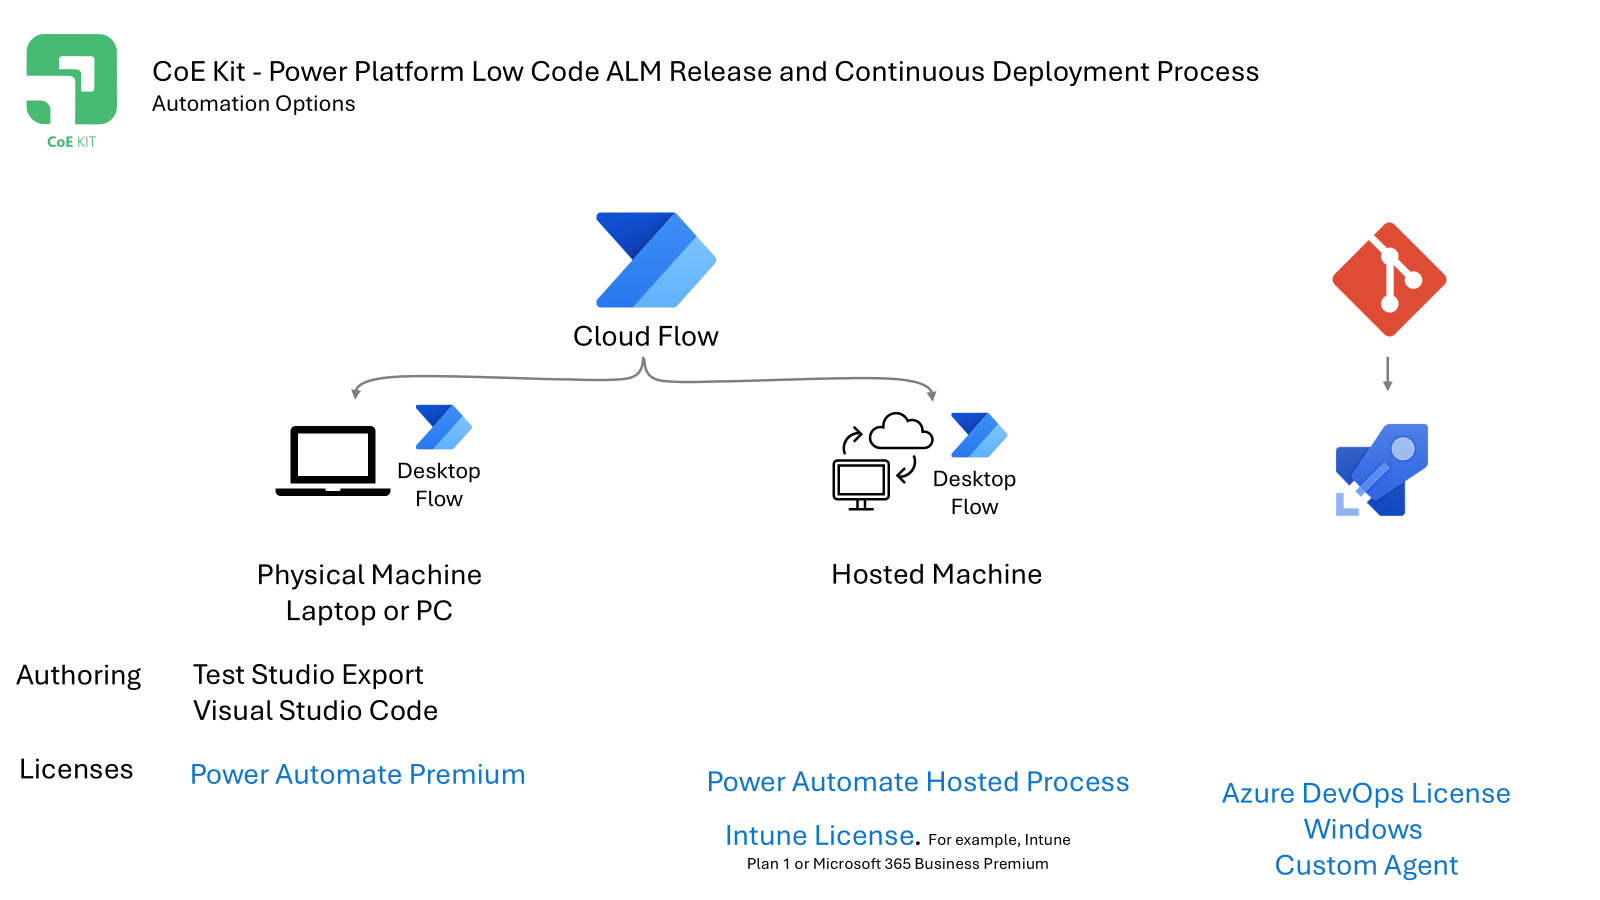 CoE Kit - Power Platform Low Code ALM Release and Continuous Deployment Process
Automation Options
CoE KIT
Cloud Flow
Desktop
Flow
Desktop
Flow
Physical Machine
Laptop or PC
Hosted Machine
Authoring
Test Studio Export
Visual Studio Code
Licenses
Power Automate Premium
Power Automate Hosted Process
Intune License. For example, Intune
Plan 1 or Microsoft 365 Business Premium
Azure DevOps License
Windows
Custom Agent